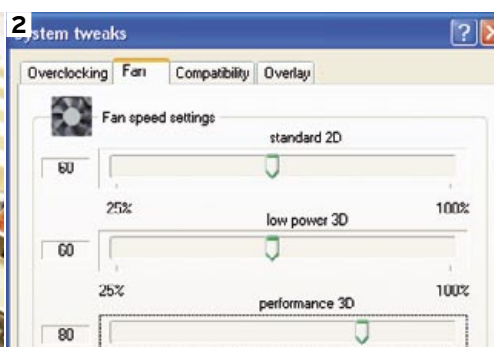 2
System tweaks
Overclocking Fan Compatibility Overlay
Fan speed settings
standard 2D
60
25% 100%
low power 3D
60
25% 100%
performance 3D
80